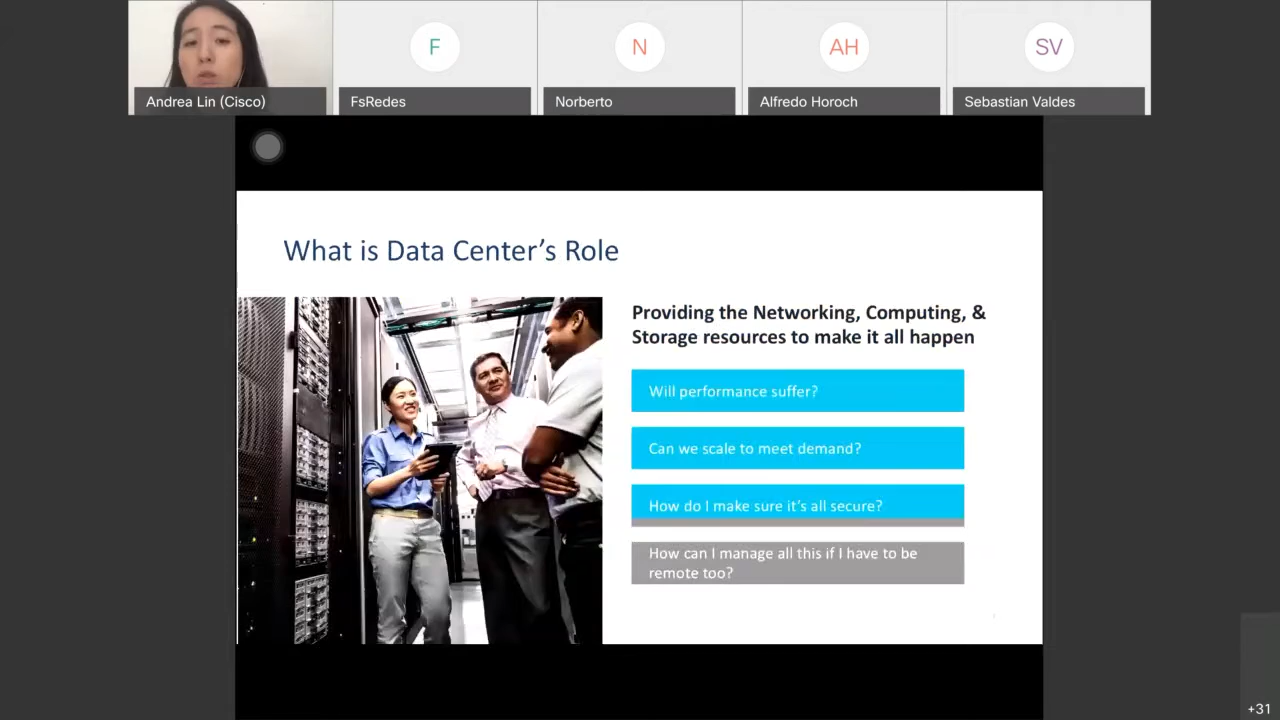 F
N
AH
SV
Andrea Lin (Cisco)
FsRedes
Norberto
Alfredo Horoch
Sebastian Valdes
What is Data Center's Role
Providing the Networking, Computing, &
Storage resources to make it all happen
Will performance suffer?
Can we scale to meet demand?
How do I make sure it's all secure?
How can I manage all this if I have to be
remote too?
+31